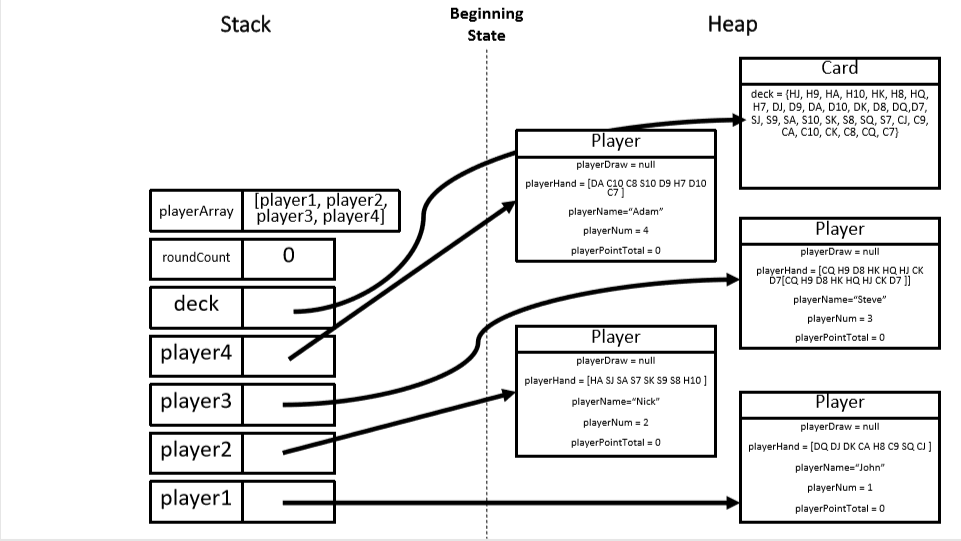 Stack
Beginning
State
Heap
Card
deck = {HJ, H9, HA, H10, HK, H8, HQ,
H7, DJ, D9, DA, D10, DK, D8, DQ,D7,
SJ, S9, SA, S10, SK, S8, SQ, S7, CJ, C9,
CA, C10, CK, C8, CQ, C7}
Player
playerDraw = null
playerHand = [DA C10 C8 S10 D9 H7 D10
C7 ]
playerName=“Adam”
playerNum = 4
playerPointTotal = 0
playerArray
[player1, player2,
player3, player4]
roundCount
0
deck
player4
player3
player2
player1
Player
playerDraw = null
playerHand = [CQ H9 D8 HK HQ HJ CK
D7[CQ H9 D8 HK HQ HJ CK D7 ]]
playerName=“Steve”
playerNum = 3
playerPointTotal = 0
Player
playerDraw = null
playerHand = [HA SJ SA S7 SK S9 S8 H10 ]
playerName=“Nick”
playerNum = 2
playerPointTotal = 0
Player
playerDraw = null
playerHand = [DQ DJ DK CA H8 C9 SQ CJ ]
playerName=“John”
playerNum = 1
playerPointTotal = 0